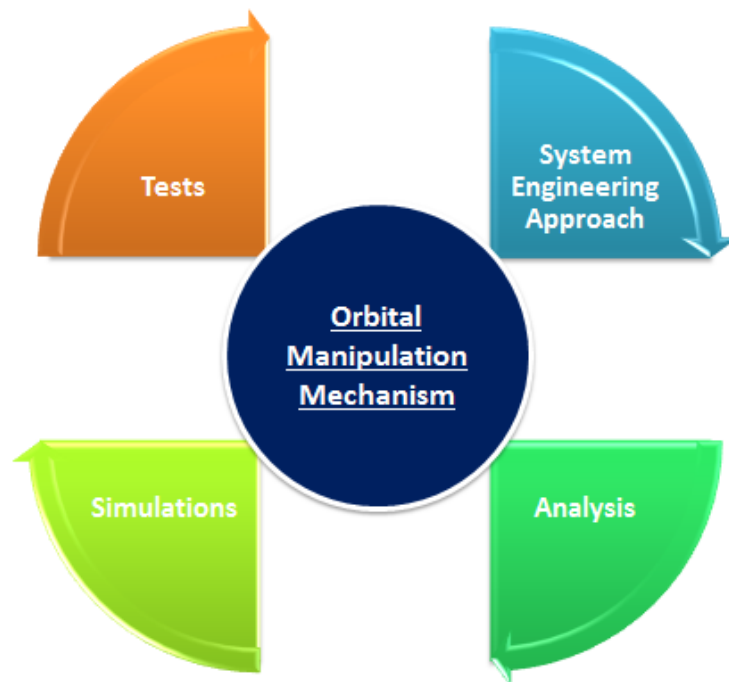 Tests
System
Engineering
Approach
Orbital
Manipulation
Mechanism
Simulations
Analysis